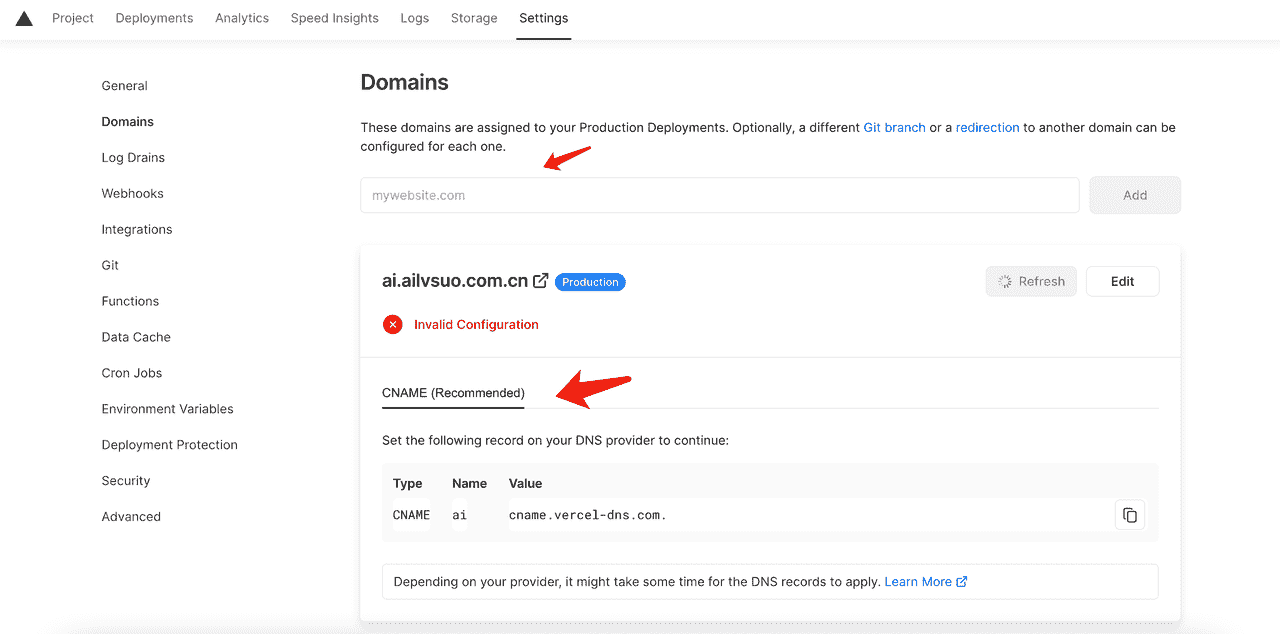 Project Deployments Analytics Speed Insights Logs Storage Settings
General
Domains
Log Drains
Webhooks
Integrations
Git
Functions
Data Cache
Cron Jobs
Environment Variables
Deployment Protection
Security
Advanced
Domains
These domains are assigned to your Production Deployments. Optionally, a different Git branch or a redirection to another domain can be
configured for each one.
mywebsite.com Add
ai.ailvsuo.com.cn Production Refresh Edit
Invalid Configuration
CNAME (Recommended)
Set the following record on your DNS provider to continue:
Type Name Value
CNAME ai cname.vercel-dns.com.
Depending on your provider, it might take some time for the DNS records to apply. Learn More